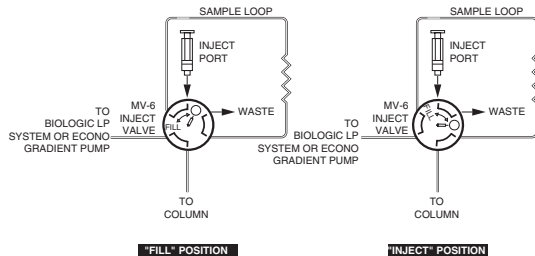 SAMPLE LOOP
INJECT
PORT
MV-6
INJECT
VALVE
FILL
WASTE
TO
BIOLOGIC LP
SYSTEM OR ECONO
GRADIENT PUMP
TO
COLUMN
"FILL" POSITION
SAMPLE LOOP
INJECT
PORT
MV-6
INJECT
VALVE
FILL
WASTE
TO
BIOLOGIC LP
SYSTEM OR ECONO
GRADIENT PUMP
TO
COLUMN
"INJECT" POSITION